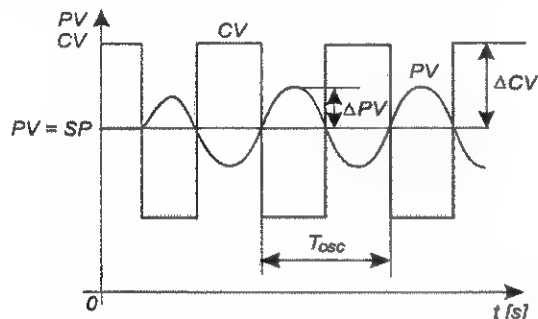 PV
CV
CV
PV
ΔCV
ΔPV
PV = SP
Tosc
0
t [s]